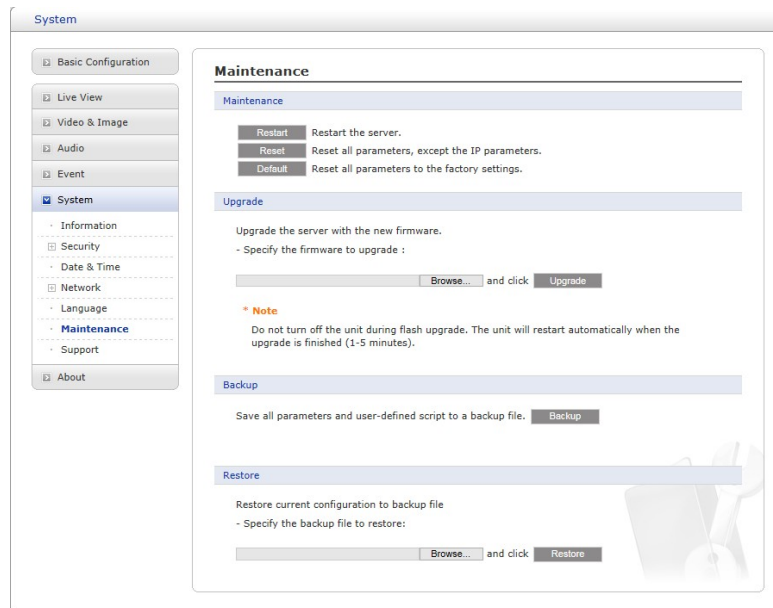 System
Basic Configuration
Live View
Video & Image
Audio
Event
System
Information
Security
Date & Time
Network
Language
Maintenance
Support
About
Maintenance
Maintenance
Restart Restart the server.
Reset Reset all parameters, except the IP parameters.
Default Reset all parameters to the factory settings.
Upgrade
Upgrade the server with the new firmware.
- Specify the firmware to upgrade :
Browse... and click Upgrade
* Note
Do not turn off the unit during flash upgrade. The unit will restart automatically when the
upgrade is finished (1-5 minutes).
Backup
Save all parameters and user-defined script to a backup file. Backup
Restore
Restore current configuration to backup file
- Specify the backup file to restore:
Browse... and click Restore